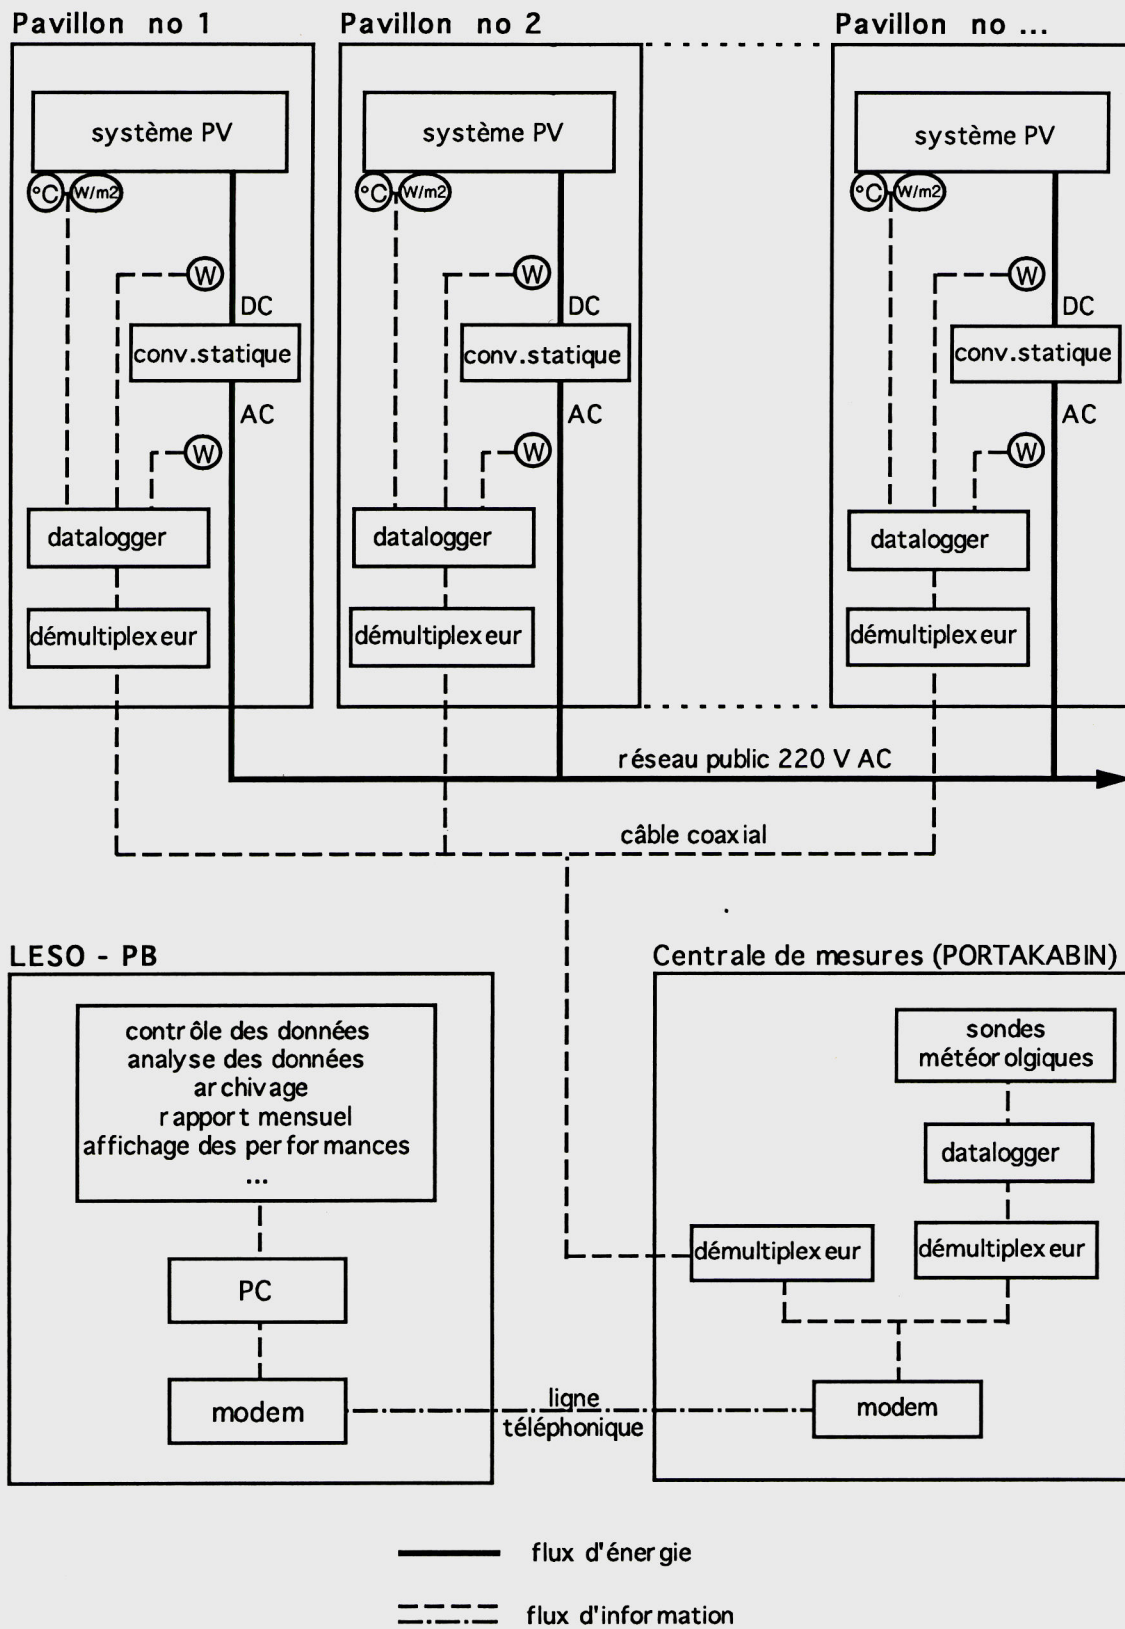 Pavillon no 1
Pavillon no 2
Pavillon no ...
système PV
système PV
système PV
°C W/m2
°C W/m2
°C W/m2
W
W
W
DC
DC
DC
conv.statique
conv.statique
conv.statique
AC
AC
AC
W
W
W
datalogger
datalogger
datalogger
démultiplexeur
démultiplexeur
démultiplexeur
réseau public 220 V AC
câble coaxial
LESO - PB
contrôle des données
analyse des données
archivage
rapport mensuel
affichage des performances
...
PC
modem
ligne
téléphonique
Centrale de mesures (PORTAKABIN)
sondes
météorolgiques
datalogger
démultiplexeur
démultiplexeur
modem
flux d'énergie
flux d'information